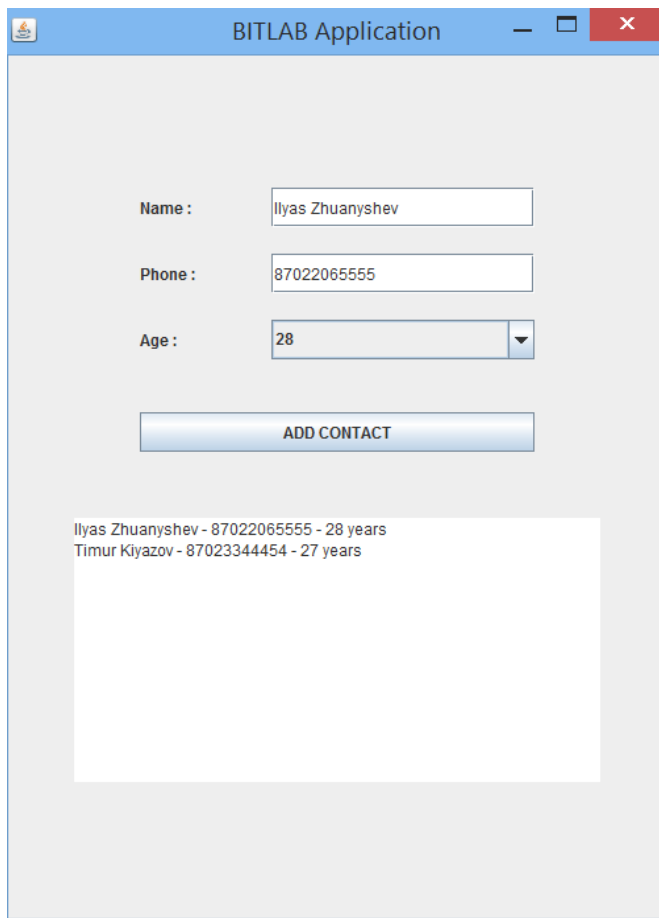 BITLAB Application
Name : Ilyas Zhuanyshev
Phone : 87022065555
Age : 28
ADD CONTACT
Ilyas Zhuanyshev - 87022065555 - 28 years
Timur Kiyazov - 87023344454 - 27 years